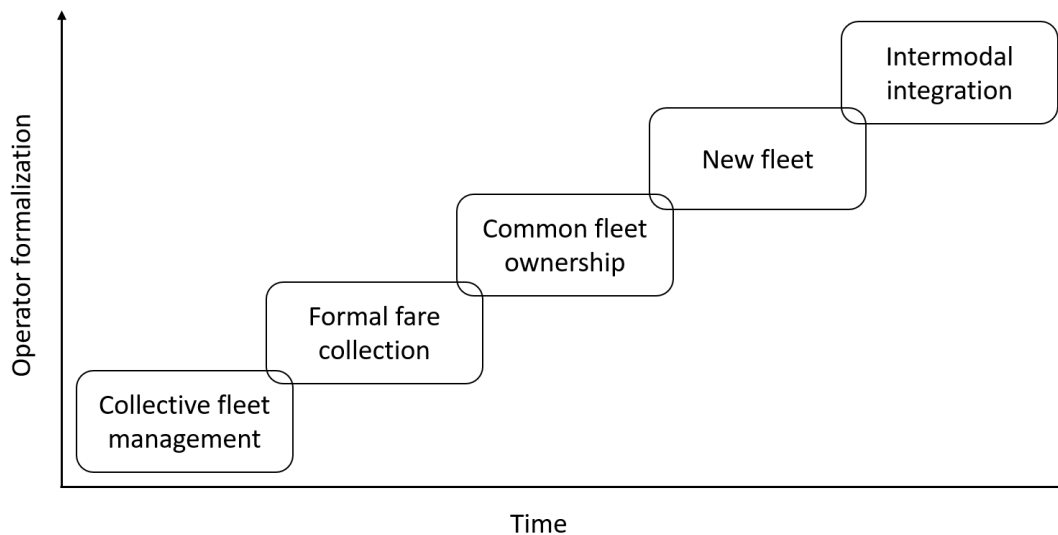 Operator formalization
Intermodal
integration
New fleet
Common fleet
ownership
Formal fare
collection
Collective fleet
management
Time